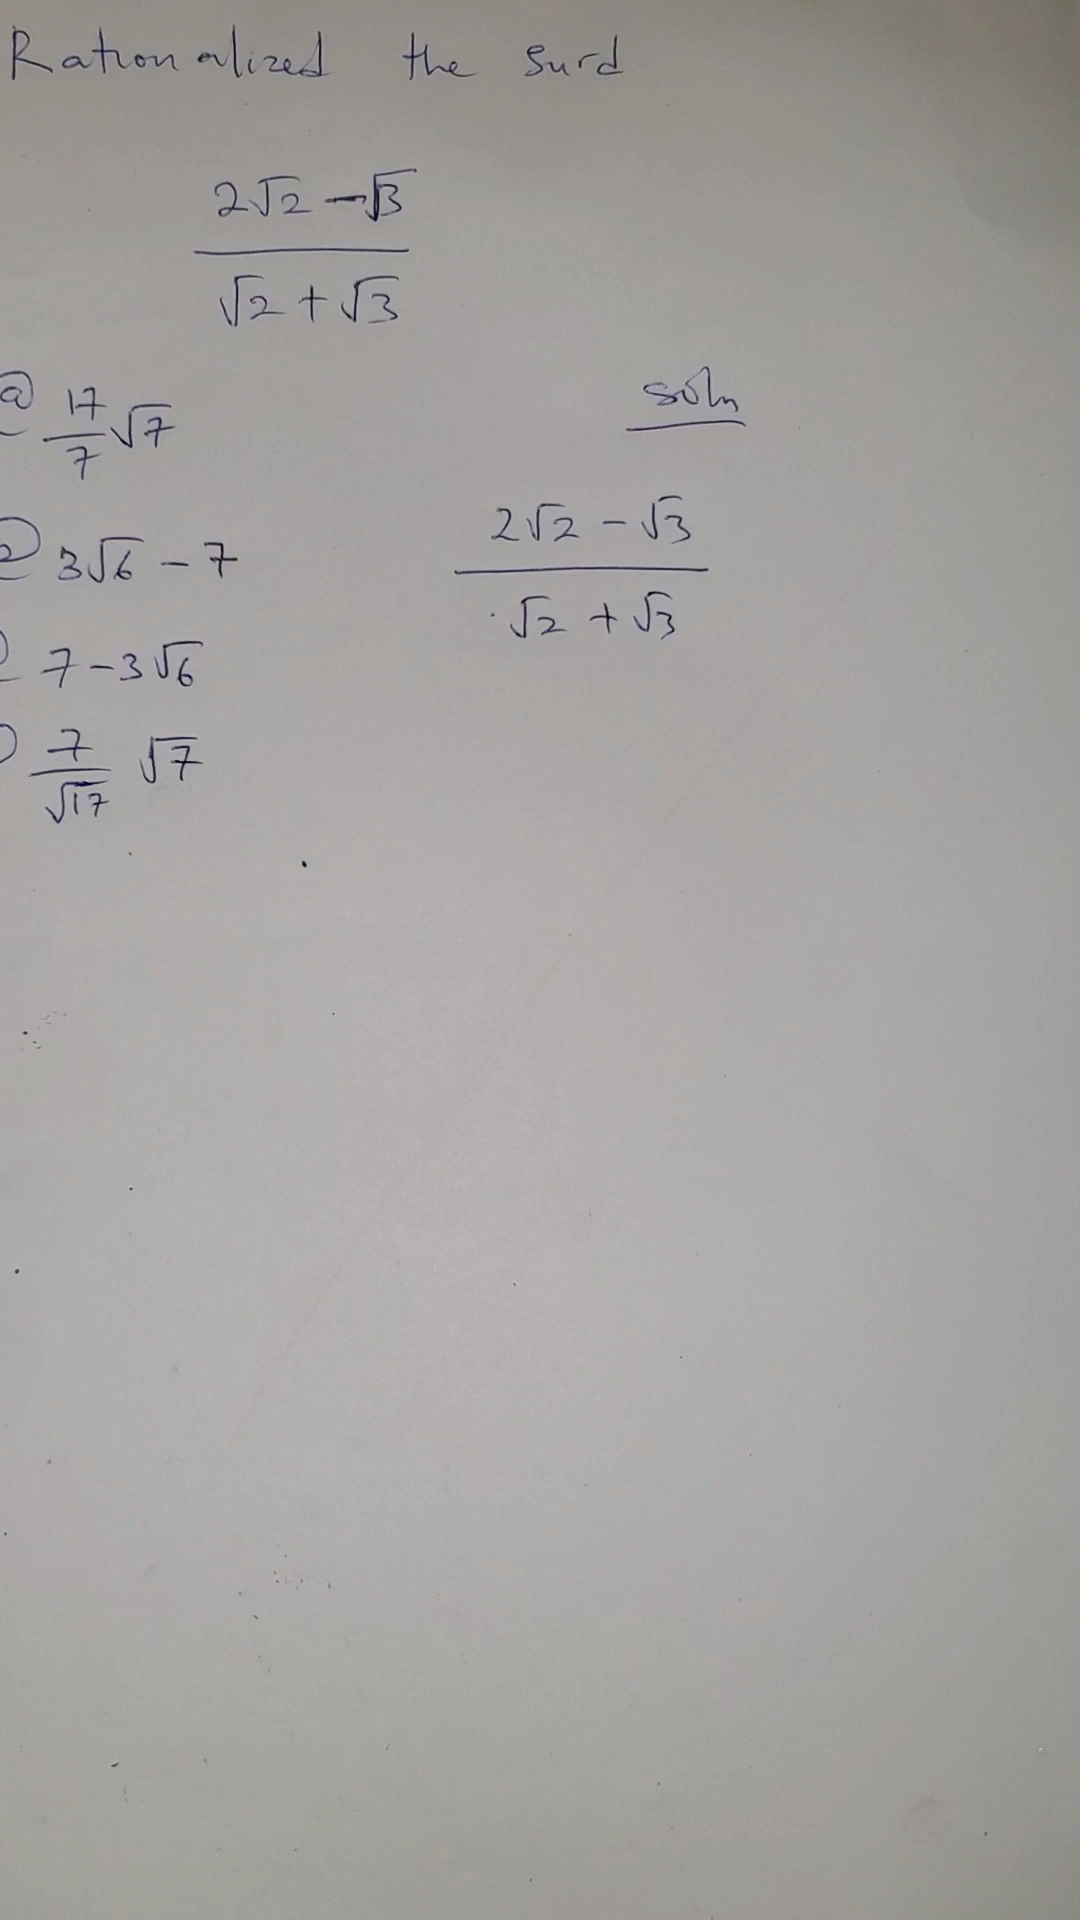 Rationalized the surd
2√2 - √3
√2 + √3
ⓐ 17/7 √7
soln
3√6 - 7
2√2 - √3
√2 + √3
7 - 3√6
7/√17 √7